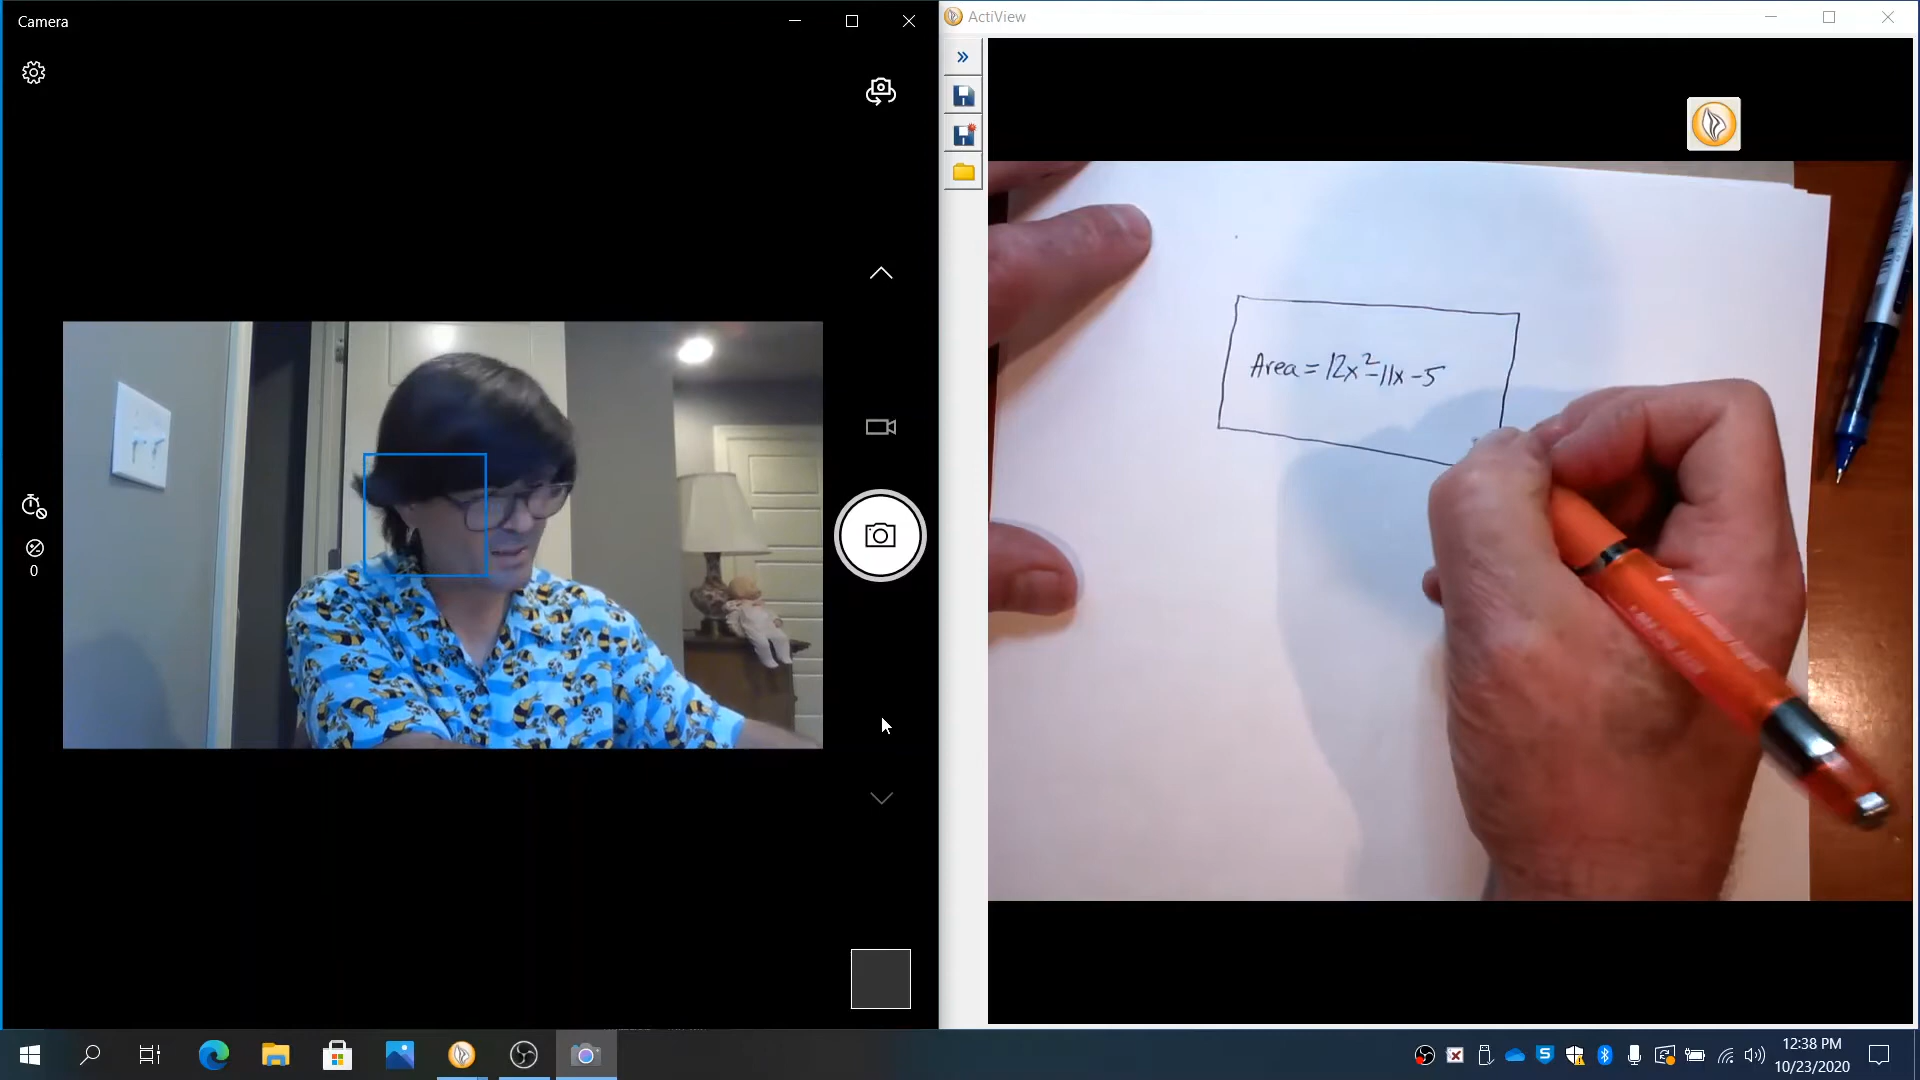 Camera
ActiView
Area = 12x²-11x-5
0
12:38 PM
10/23/2020